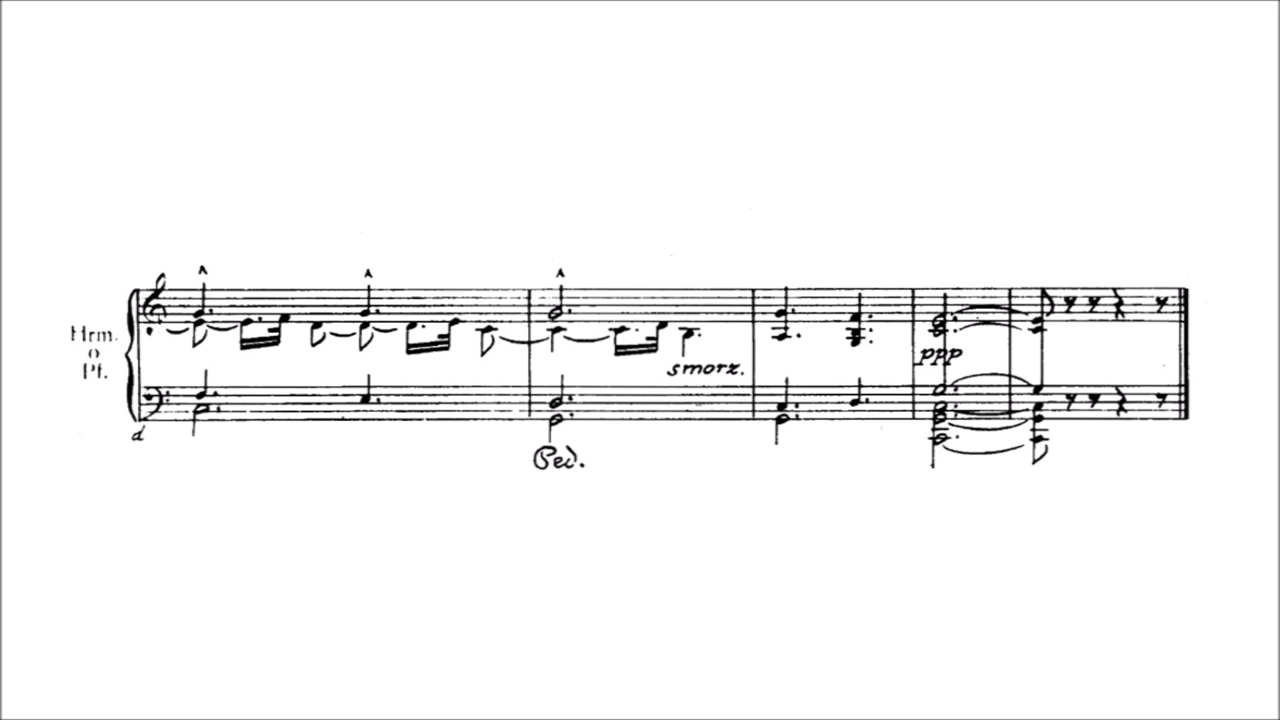 Hrm.
o
Pf.
smorz.
ppp
d
Ped.